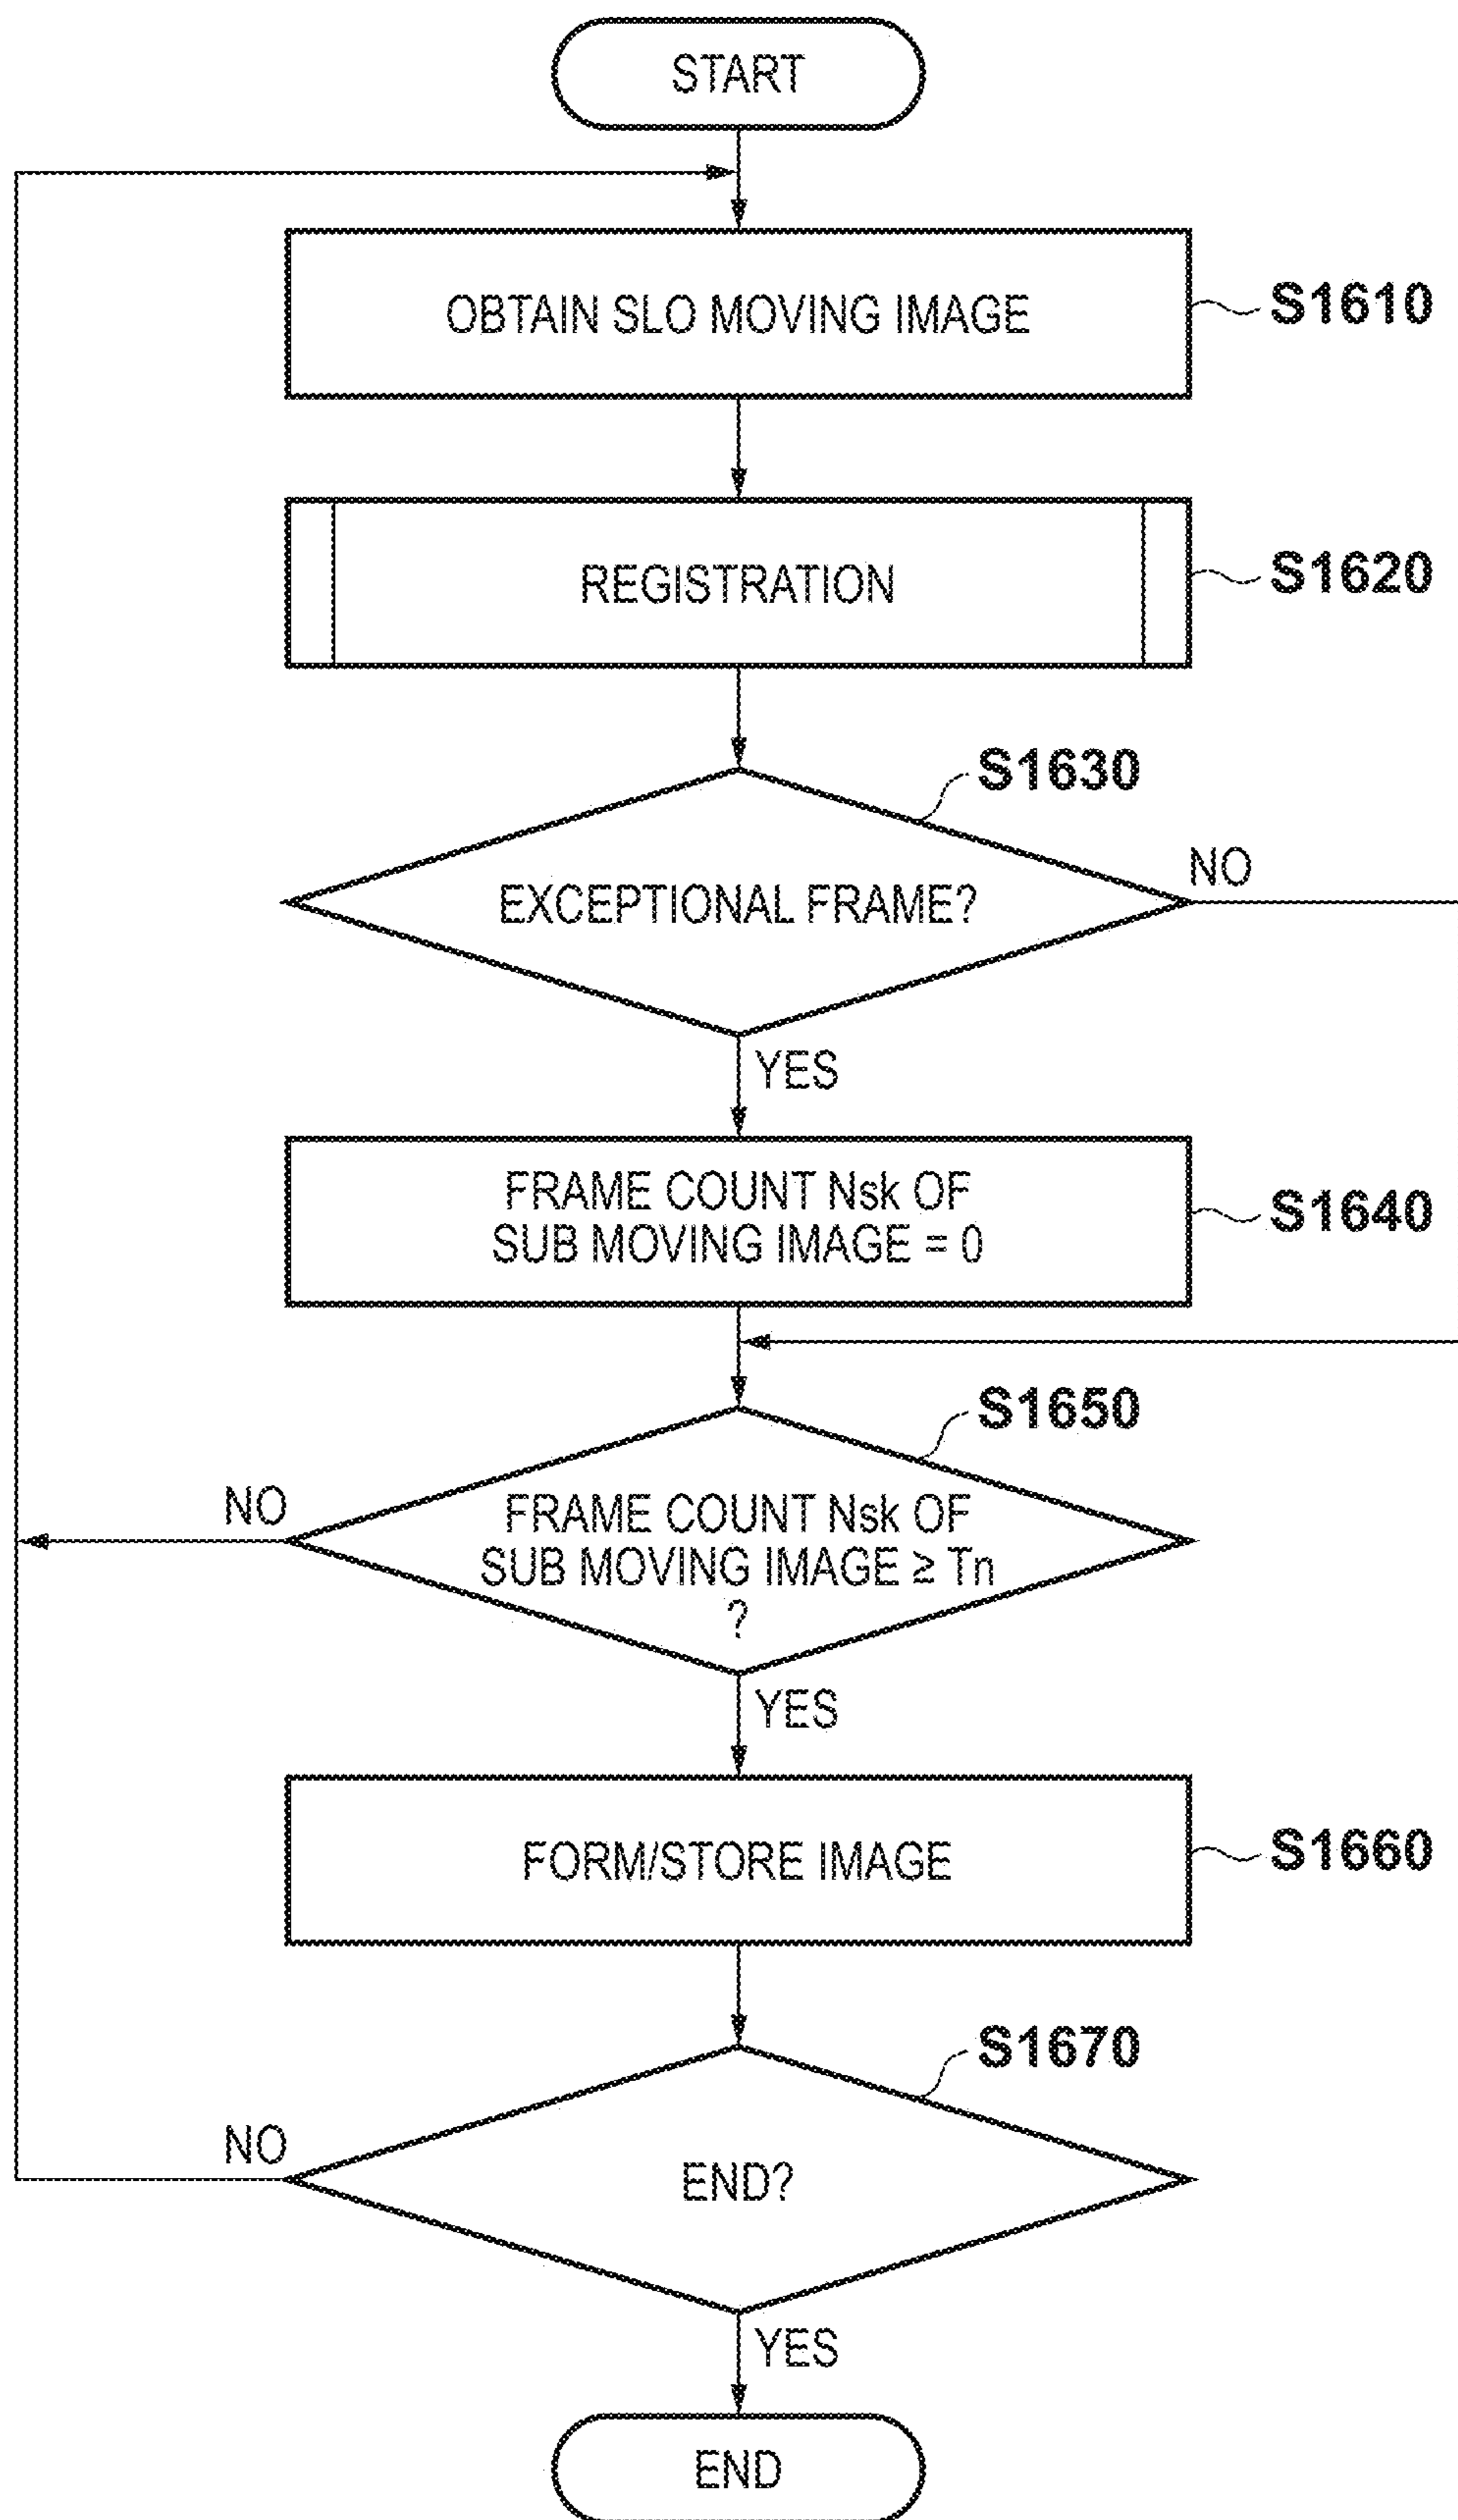 START
OBTAIN SLO MOVING IMAGE
S1610
REGISTRATION
S1620
S1630
EXCEPTIONAL FRAME?
NO
YES
FRAME COUNT Nsk OF
SUB MOVING IMAGE = 0
S1640
S1650
NO
FRAME COUNT Nsk OF
SUB MOVING IMAGE ≥ Tn
?
YES
FORM/STORE IMAGE
S1660
S1670
NO
END?
YES
END